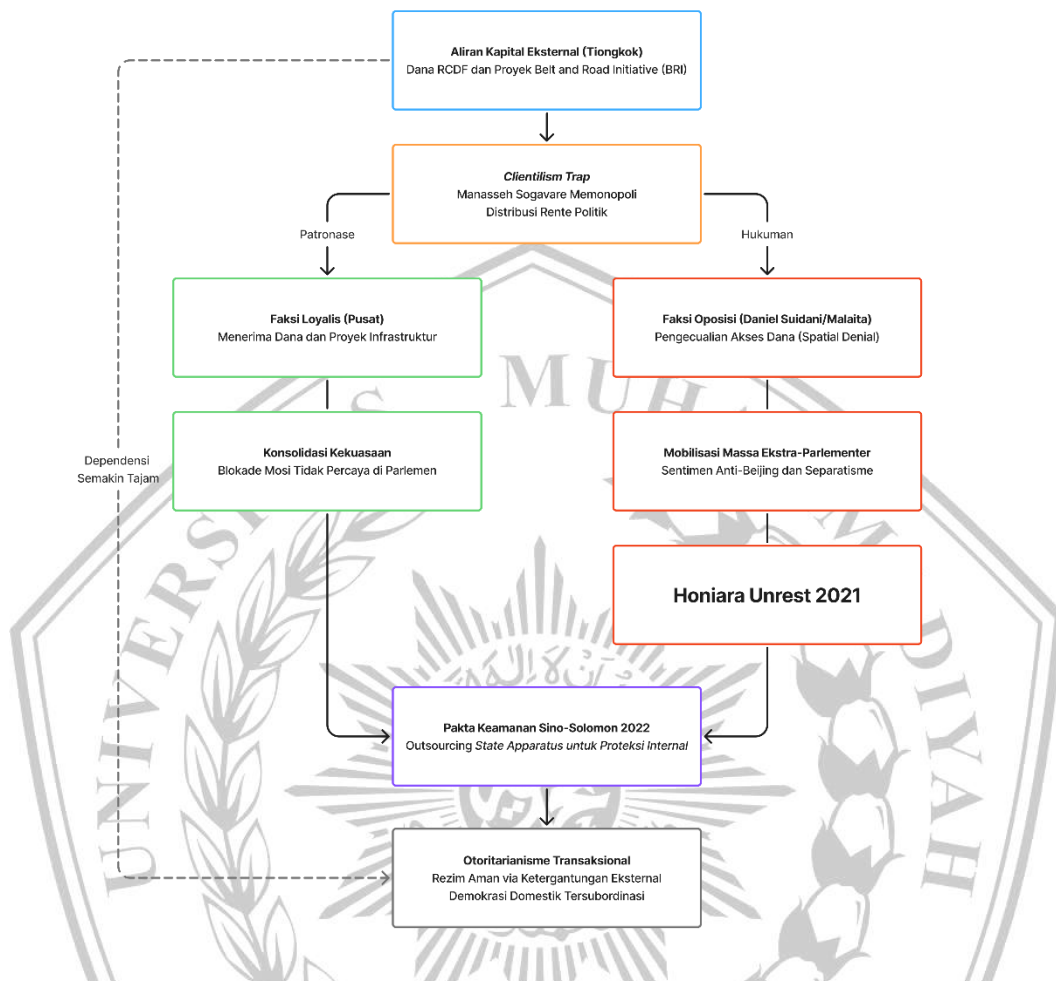 Aliran Kapital Eksternal (Tiongkok)
Dana RCDF dan Proyek Belt and Road Initiative (BRI)
Clientilism Trap
Manasseh Sogavare Memonopoli
Distribusi Rente Politik
Patronase
Hukuman
Faksi Loyalis (Pusat)
Menerima Dana dan Proyek Infrastruktur
Faksi Oposisi (Daniel Suidani/Malaita)
Pengecualian Akses Dana (Spatial Denial)
Konsolidasi Kekuasaan
Blokade Mosi Tidak Percaya di Parlemen
Mobilisasi Massa Ekstra-Parlementer
Sentimen Anti-Beijing dan Separatisme
Dependensi
Semakin Tajam
Honiara Unrest 2021
Pakta Keamanan Sino-Solomon 2022
Outsourcing State Apparatus untuk Proteksi Internal
Otoritarianisme Transaksional
Rezim Aman via Ketergantungan Eksternal
Demokrasi Domestik Tersubordinasi